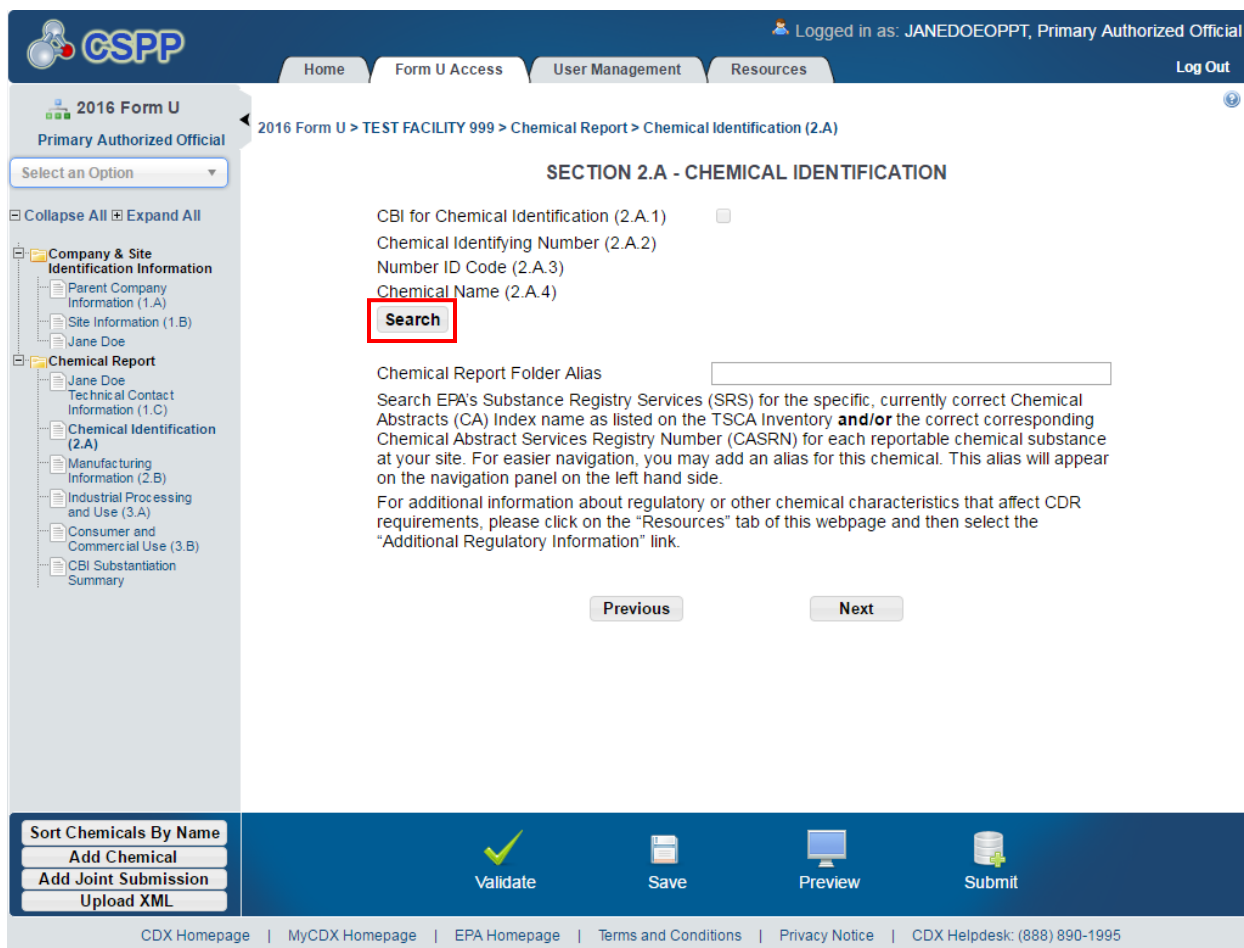 CSPP
Logged in as: JANEDOEOPPT, Primary Authorized Official
Home Form U Access User Management Resources
Log Out
2016 Form U
Primary Authorized Official
Select an Option
Collapse All Expand All
Company & Site
Identification Information
Parent Company
Information (1.A)
Site Information (1.B)
Jane Doe
Chemical Report
Jane Doe
Technical Contact
Information (1.C)
Chemical Identification
(2.A)
Manufacturing
Information (2.B)
Industrial Processing
and Use (3.A)
Consumer and
Commercial Use (3.B)
CBI Substantiation
Summary
2016 Form U > TEST FACILITY 999 > Chemical Report > Chemical Identification (2.A)
SECTION 2.A - CHEMICAL IDENTIFICATION
CBI for Chemical Identification (2.A.1)
Chemical Identifying Number (2.A.2)
Number ID Code (2.A.3)
Chemical Name (2.A.4)
Search
Chemical Report Folder Alias
Search EPA's Substance Registry Services (SRS) for the specific, currently correct Chemical
Abstracts (CA) Index name as listed on the TSCA Inventory and/or the correct corresponding
Chemical Abstract Services Registry Number (CASRN) for each reportable chemical substance
at your site. For easier navigation, you may add an alias for this chemical. This alias will appear
on the navigation panel on the left hand side.
For additional information about regulatory or other chemical characteristics that affect CDR
requirements, please click on the “Resources” tab of this webpage and then select the
“Additional Regulatory Information” link.
Previous Next
Sort Chemicals By Name
Add Chemical
Add Joint Submission
Upload XML
Validate Save Preview Submit
CDX Homepage | MyCDX Homepage | EPA Homepage | Terms and Conditions | Privacy Notice | CDX Helpdesk: (888) 890-1995